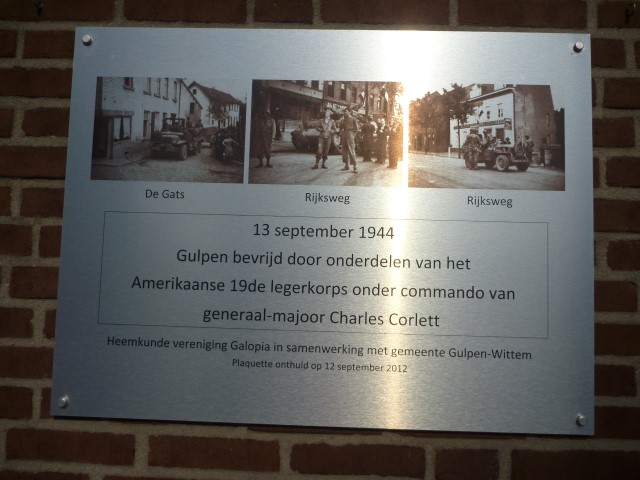 De Gats
Rijksweg
Rijksweg
13 september 1944
Gulpen bevrijd door onderdelen van het
Amerikaanse 19de legerkorps onder commando van
generaal-majoor Charles Corlett
Heemkunde vereniging Galopia in samenwerking met gemeente Gulpen-Wittem
Plaquette onthuld op 12 september 2012